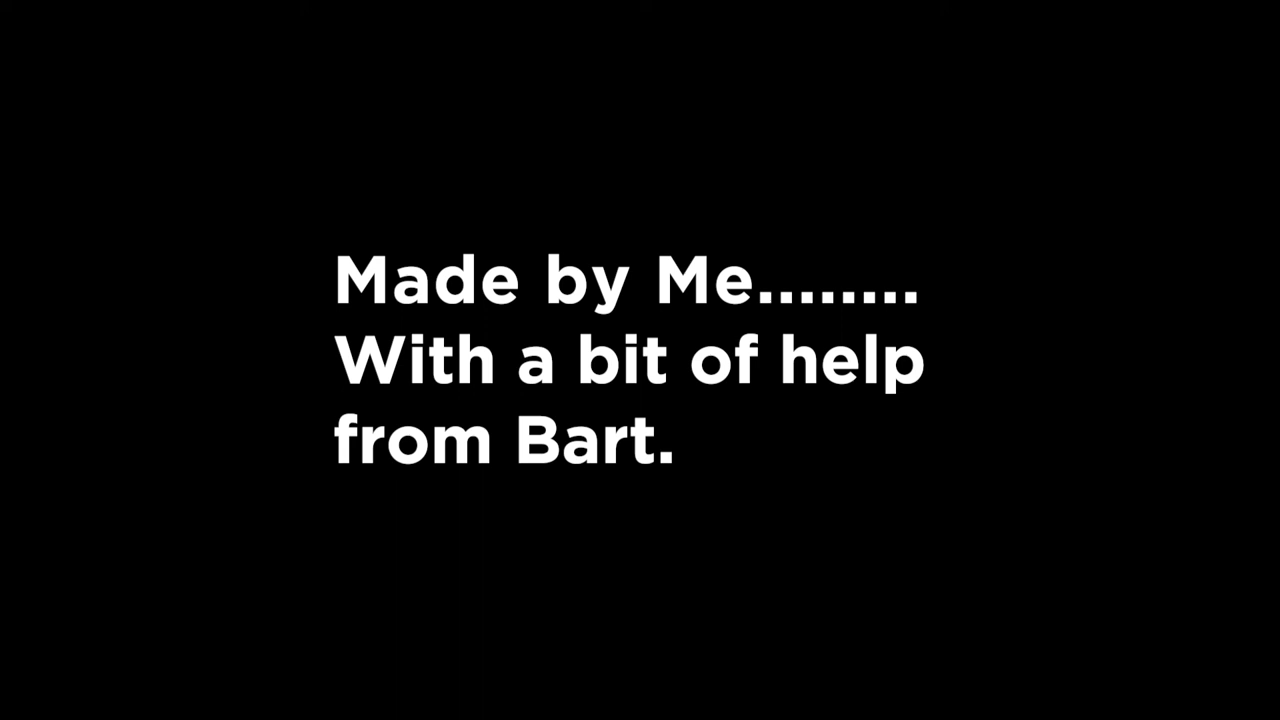 Made by Me........
With a bit of help
from Bart.